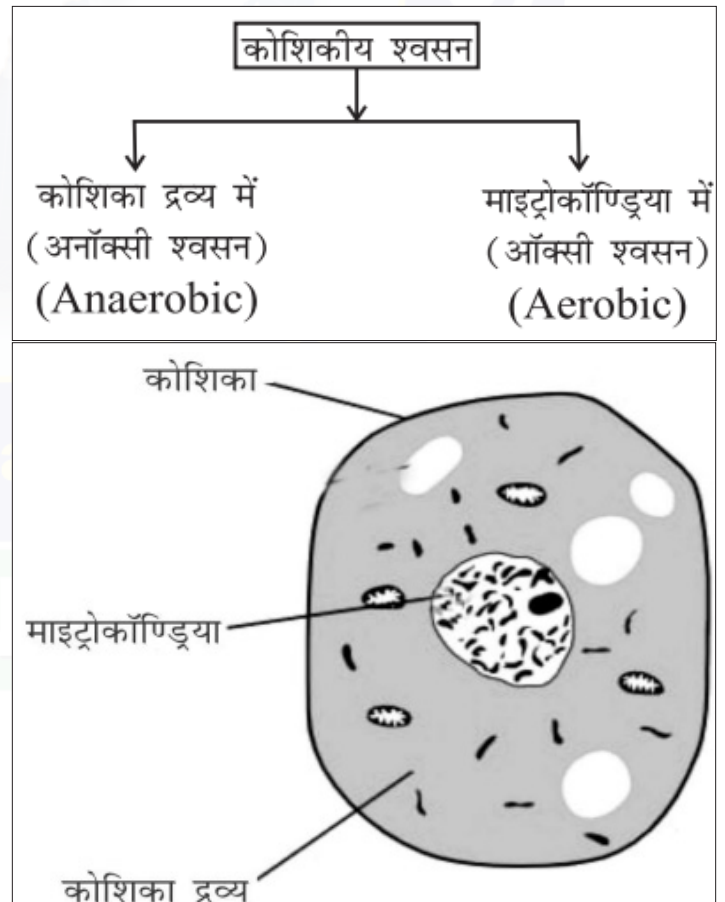 कोशिकीय श्वसन
कोशिका द्रव्य में
(अनॉक्सी श्वसन)
(Anaerobic)
माइट्रोकॉण्ड्रिया में
(ऑक्सी श्वसन)
(Aerobic)
कोशिका
माइट्रोकॉण्ड्रिया
कोशिका द्रव्य